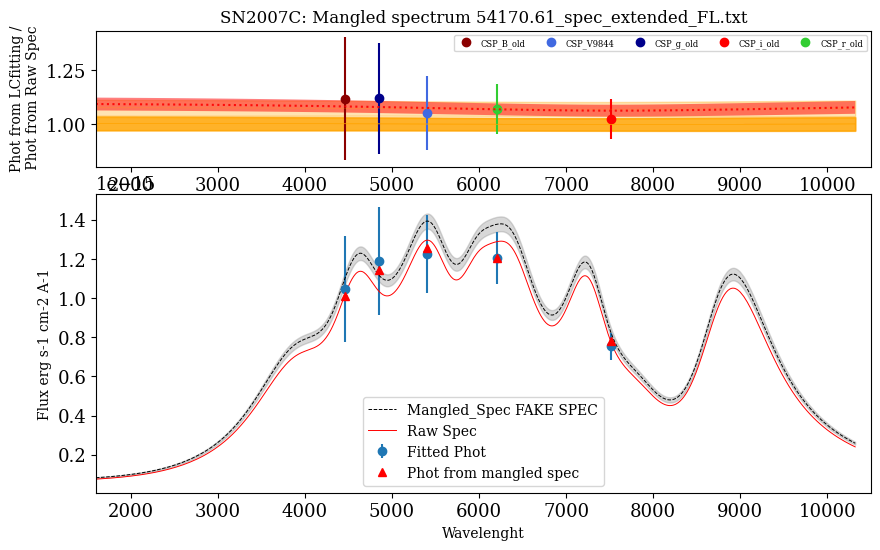 SN2007C: Mangled spectrum 54170.61_spec_extended_FL.txt
CSP_B_old CSP_V9844 CSP_g_old CSP_i_old CSP_r_old
Phot from LCfitting /
Phot from Raw Spec
1.25
1.00
2000 3000 4000 5000 6000 7000 8000 9000 10000
1e−15
1.4
1.2
1.0
0.8
0.6
0.4
0.2
Flux erg s-1 cm-2 A-1
Mangled_Spec FAKE SPEC
Raw Spec
Fitted Phot
Phot from mangled spec
2000 3000 4000 5000 6000 7000 8000 9000 10000
Wavelenght